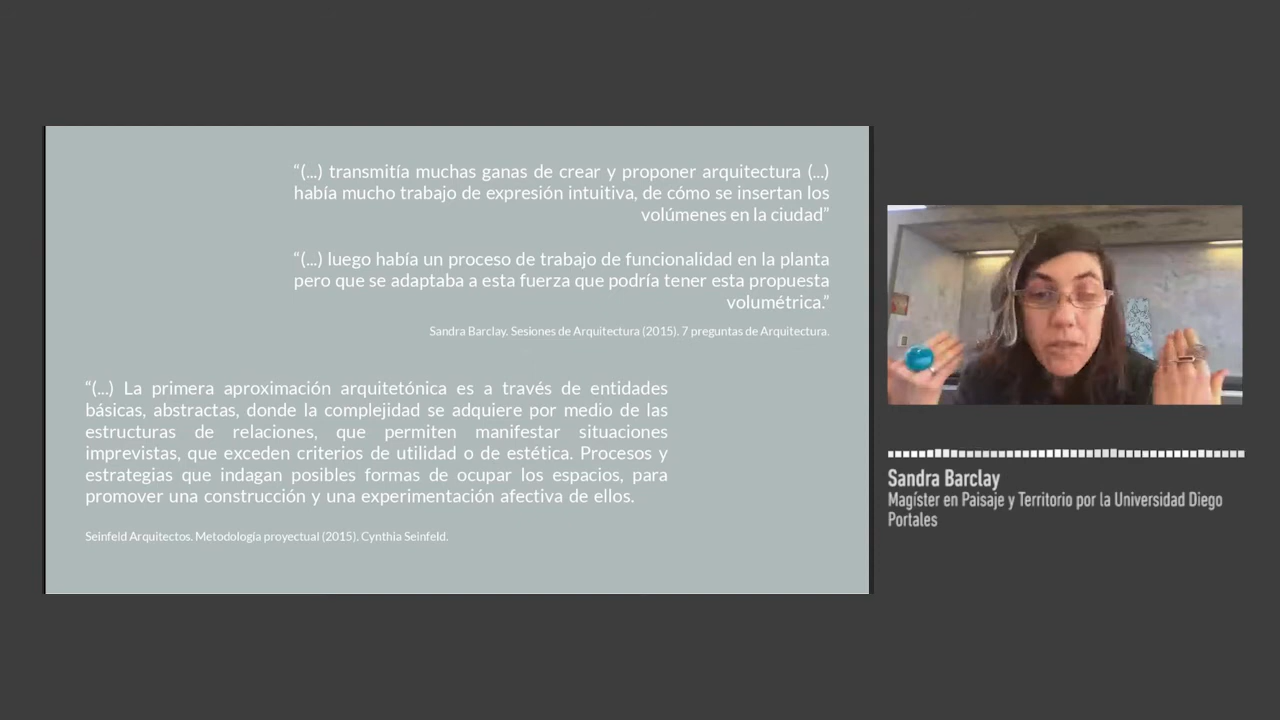 “(...) transmitía muchas ganas de crear y proponer arquitectura (...)
había mucho trabajo de expresión intuitiva, de cómo se insertan los
volúmenes en la ciudad”
“(...) luego había un proceso de trabajo de funcionalidad en la planta
pero que se adaptaba a esta fuerza que podría tener esta propuesta
volumétrica.”
Sandra Barclay. Sesiones de Arquitectura (2015). 7 preguntas de Arquitectura.
“(...) La primera aproximación arquitetónica es a través de entidades
básicas, abstractas, donde la complejidad se adquiere por medio de las
estructuras de relaciones, que permiten manifestar situaciones
imprevistas, que exceden criterios de utilidad o de estética. Procesos y
estrategias que indagan posibles formas de ocupar los espacios, para
promover una construcción y una experimentación afectiva de ellos.
Seinfeld Arquitectos. Metodología proyectual (2015). Cynthia Seinfeld.
Sandra Barclay
Magíster en Paisaje y Territorio por la Universidad Diego
Portales